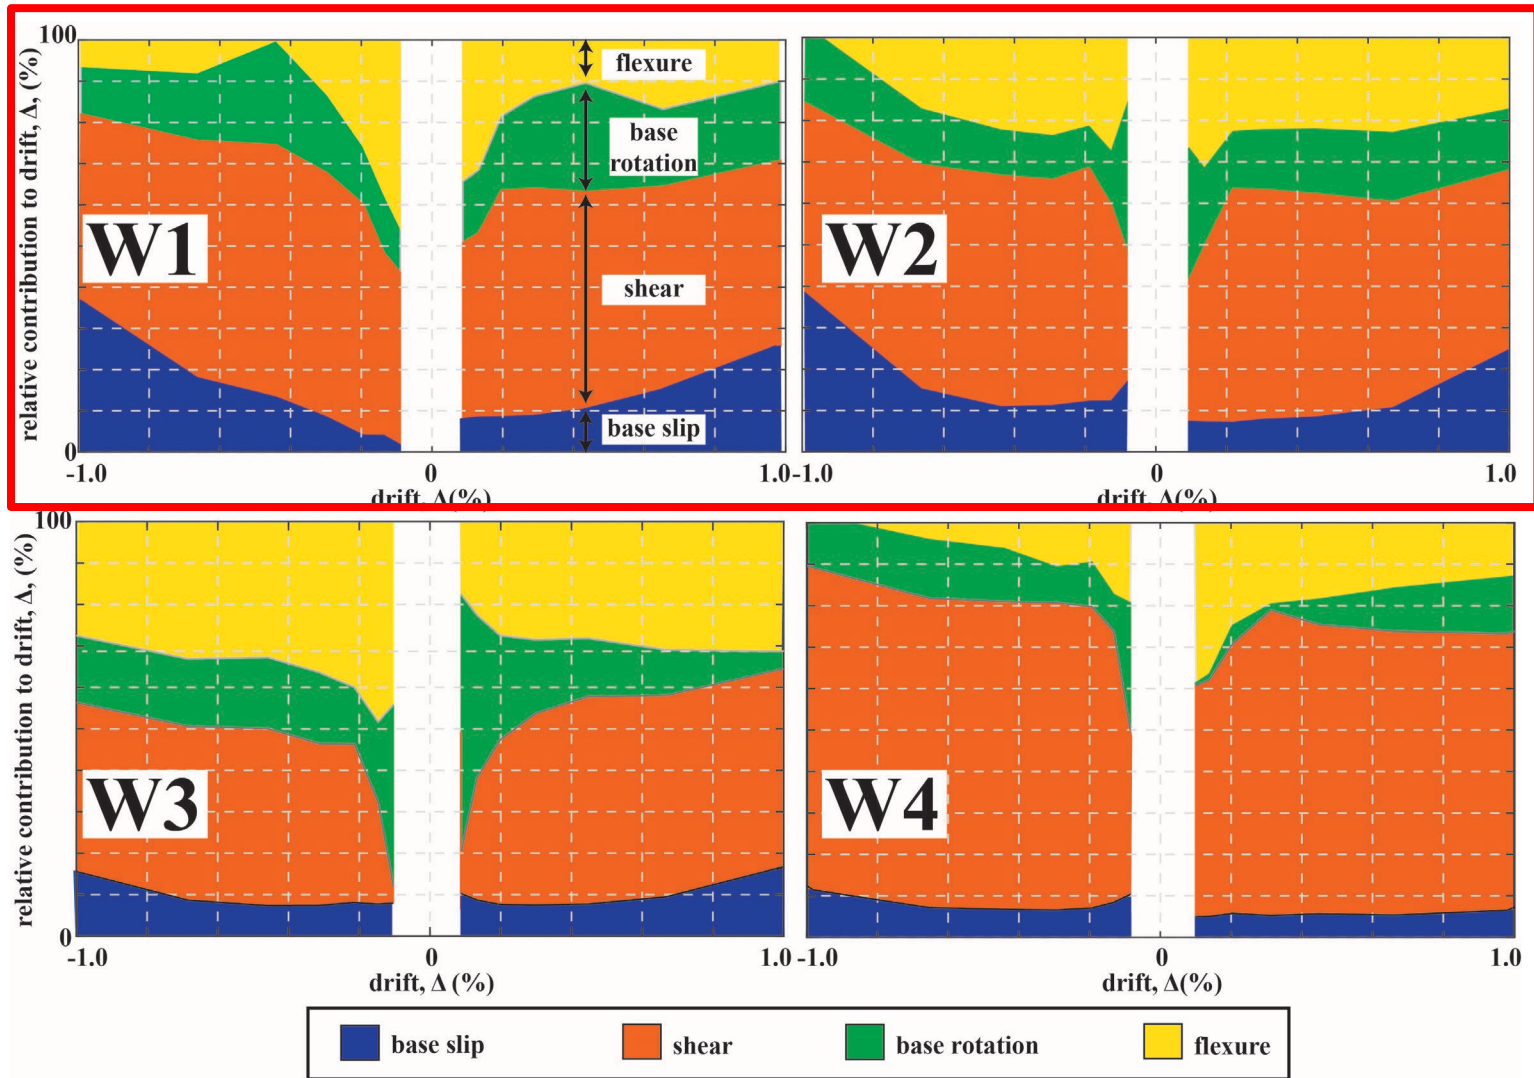 100
relative contribution to drift, Δ, (%)
0
W1
flexure
base
rotation
shear
base slip
-1.0
0
1.0
drift, Δ(%)
W2
-1.0
0
1.0
drift, Δ(%)
100
relative contribution to drift, Δ, (%)
0
W3
-1.0
0
1.0
drift, Δ (%)
W4
-1.0
0
1.0
drift, Δ(%)
base slip
shear
base rotation
flexure